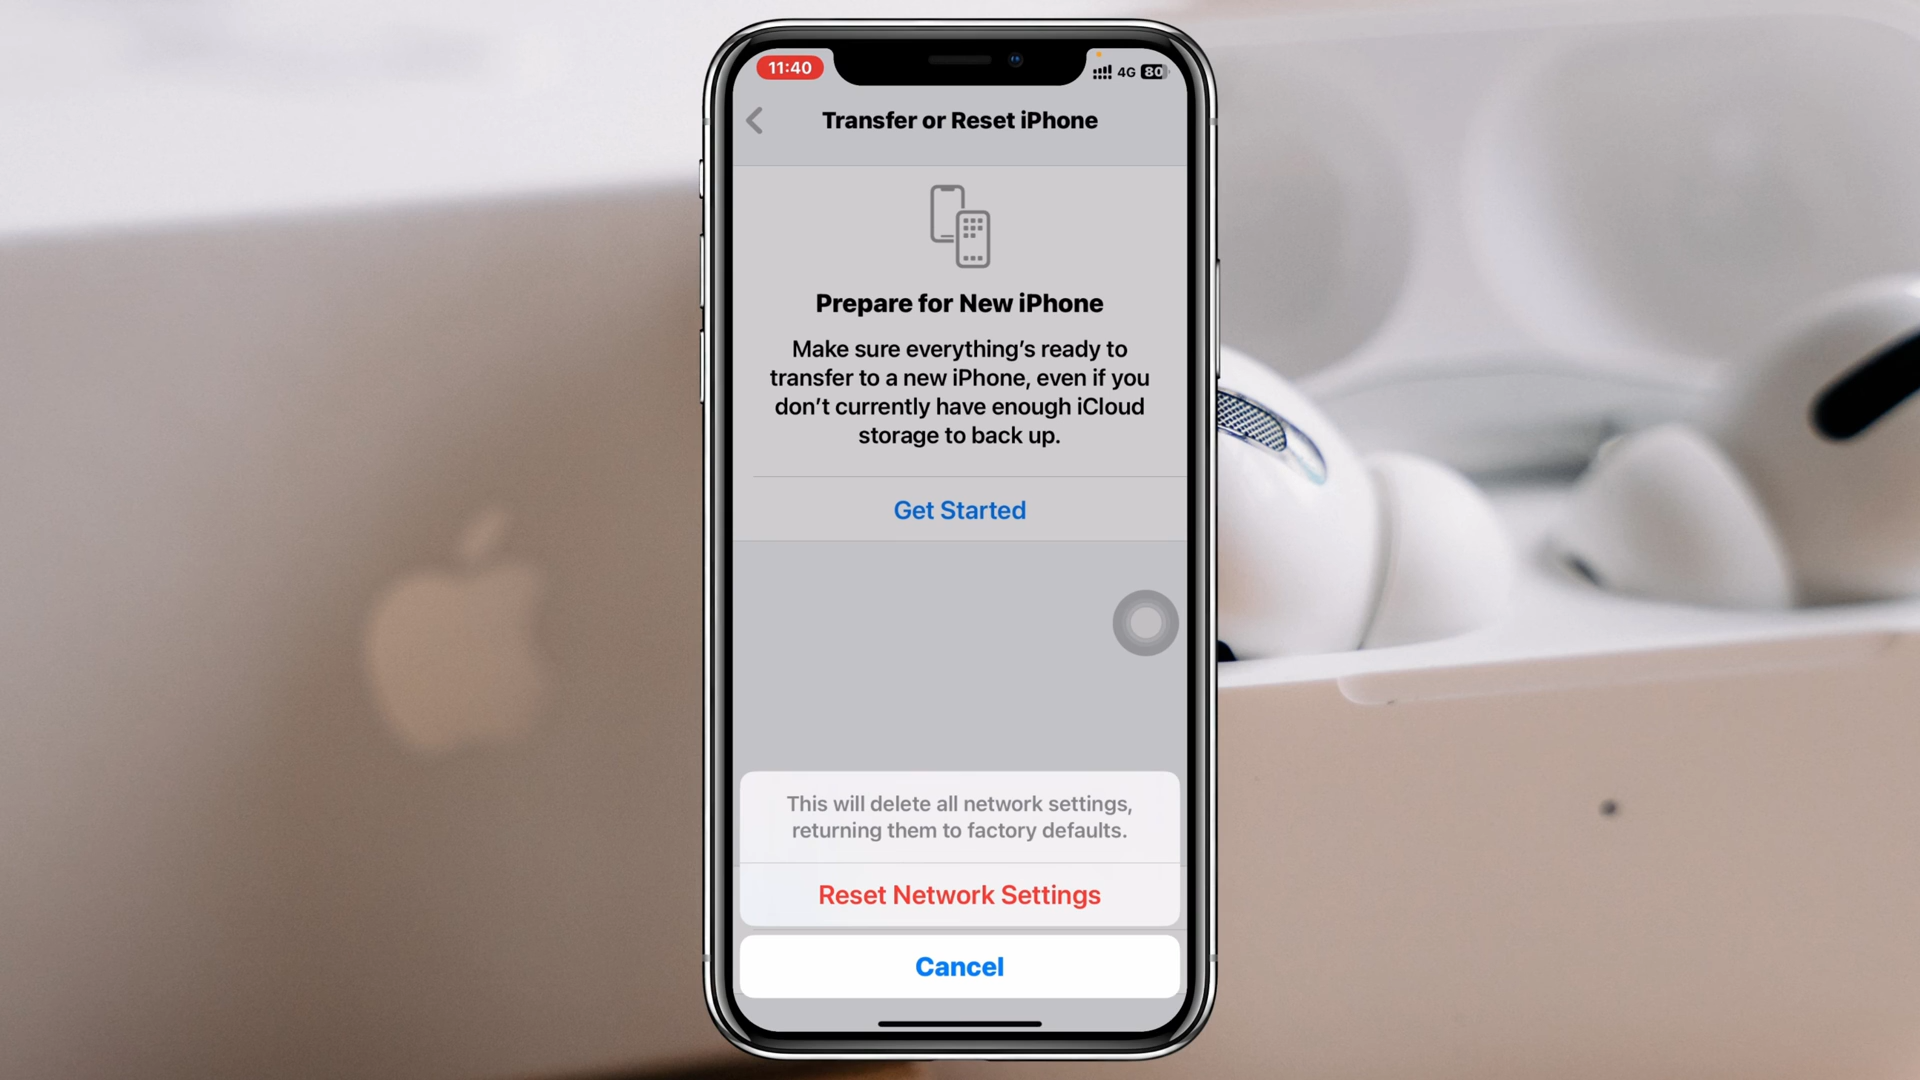 11:40
4G 80
Transfer or Reset iPhone
Prepare for New iPhone
Make sure everything’s ready to
transfer to a new iPhone, even if you
don’t currently have enough iCloud
storage to back up.
Get Started
This will delete all network settings,
returning them to factory defaults.
Reset Network Settings
Cancel